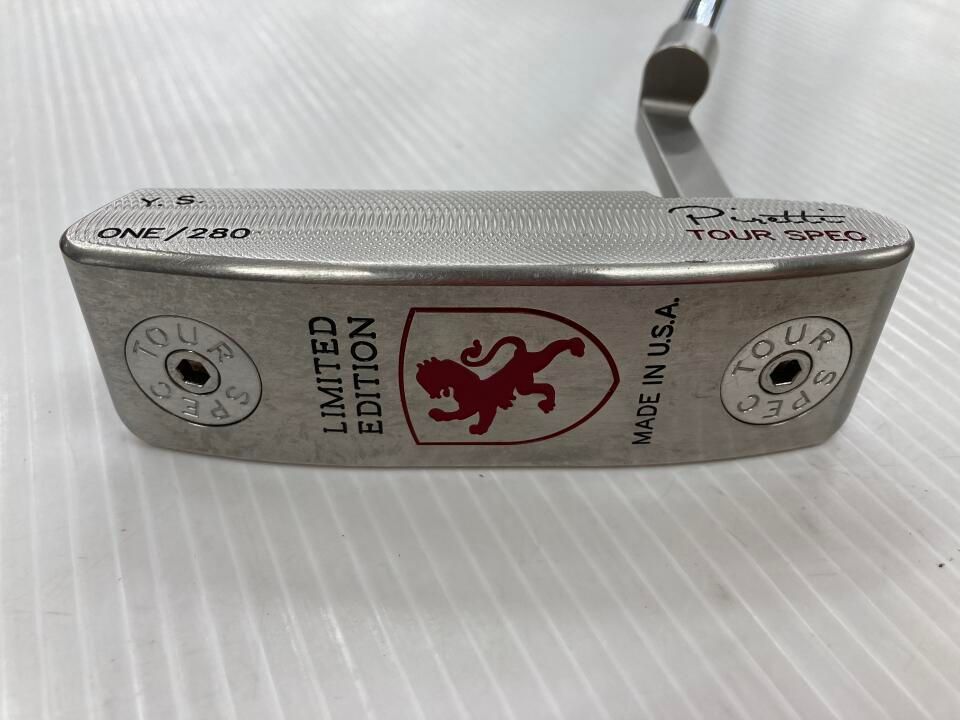 Y. S.
ONE/280
Piretti
TOUR SPEC
TOUR
SPEC
LIMITED
EDITION
MADE IN U.S.A.
TOUR
SPEC